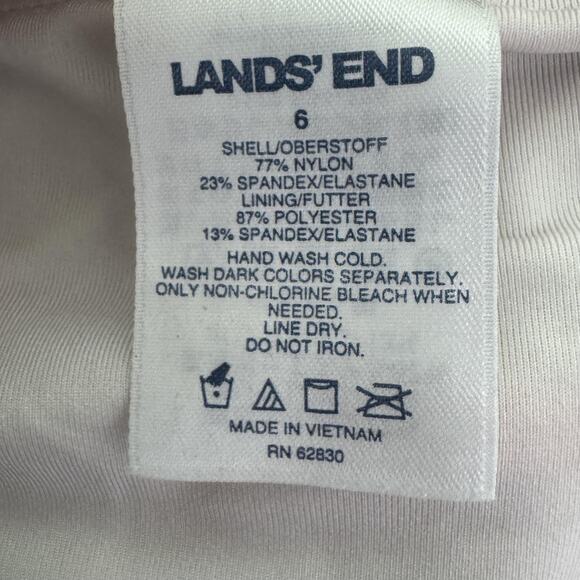 LANDS' END
6
SHELL/OBERSTOFF
77% NYLON
23% SPANDEX/ELASTANE
LINING/FUTTER
87% POLYESTER
13% SPANDEX/ELASTANE
HAND WASH COLD.
WASH DARK COLORS SEPARATELY.
ONLY NON-CHLORINE BLEACH WHEN
NEEDED.
LINE DRY.
DO NOT IRON.
MADE IN VIETNAM
RN 62830